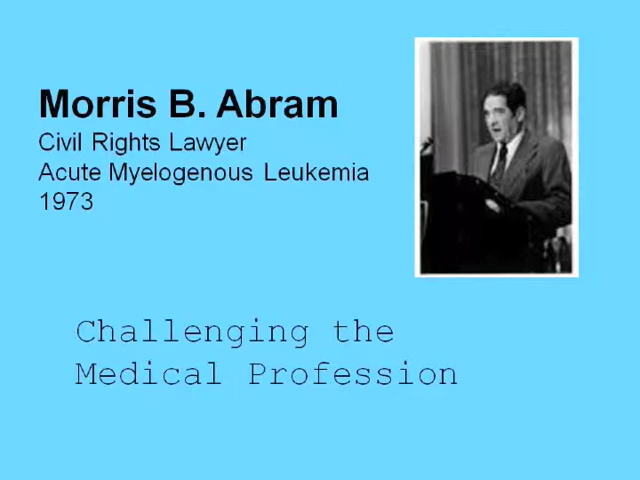 Morris B. Abram
Civil Rights Lawyer
Acute Myelogenous Leukemia
1973
Challenging the
Medical Profession